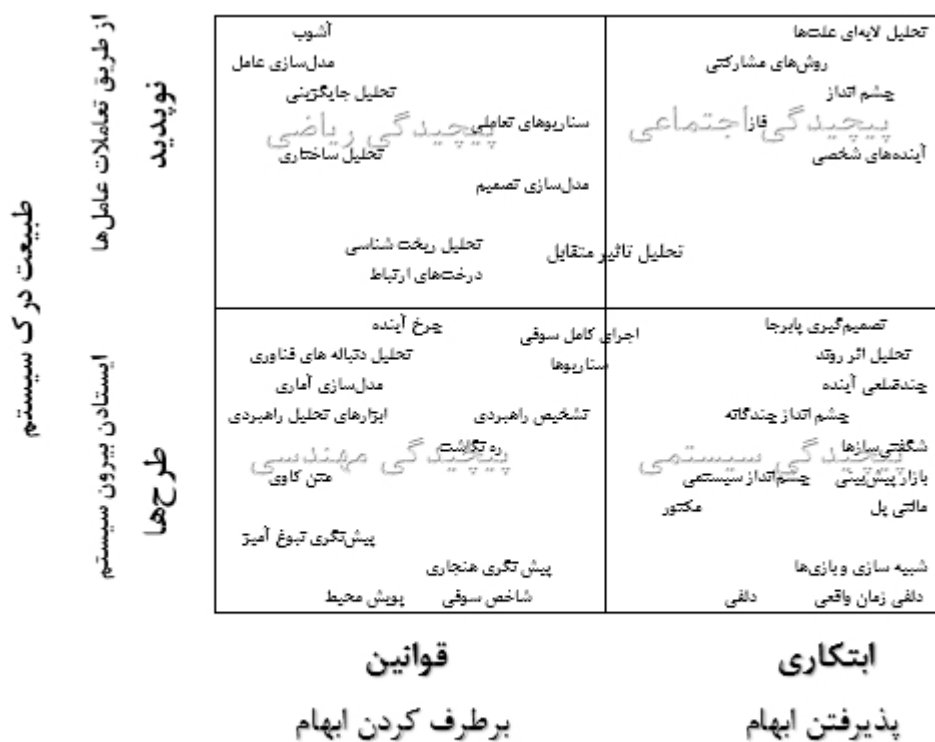 تحلیل لایه‌ای علت‌ها
روش‌های مشارکتی
چشم انداز
پیچیدگی اجتماعی
فاز
آینده‌های شخصی
آشوب
مدل‌سازی عامل
تحلیل جایگزینی
سناریوهای تعاملی
پیچیدگی ریاضی
تحلیل ساختاری
مدل‌سازی تصمیم
تحلیل ریخت شناسی
تحلیل تاثیر متقابل
درخت‌های ارتباط
تصمیم‌گیری پابرجا
تحلیل اثر روند
چندضلعی آینده
چشم انداز چندگانه
شگفتی‌سازها
پیچیدگی سیستمی
بازار پیش‌بینی
چشم‌انداز سیستمی
مالتی پل
مکتور
شبیه سازی و بازی‌ها
دلفی زمان واقعی
دلفی
چرخ آینده
اجرای کامل سوفی
تحلیل دنباله های فناوری
سناریوها
مدل‌سازی آماری
تشخیص راهبردی
ابزارهای تحلیل راهبردی
ره نگاشت
پیچیدگی مهندسی
متن کاوی
پیش‌نگری نبوغ آمیز
پیش نگری هنجاری
شاخص سوفی
پویش محیط
طبیعت درک سیستم
از طریق تعاملات عامل‌ها
نوپدید
ایستادن بیرون سیستم
طرح‌ها
ابتکاری
قوانین
پذیرفتن ابهام
برطرف کردن ابهام